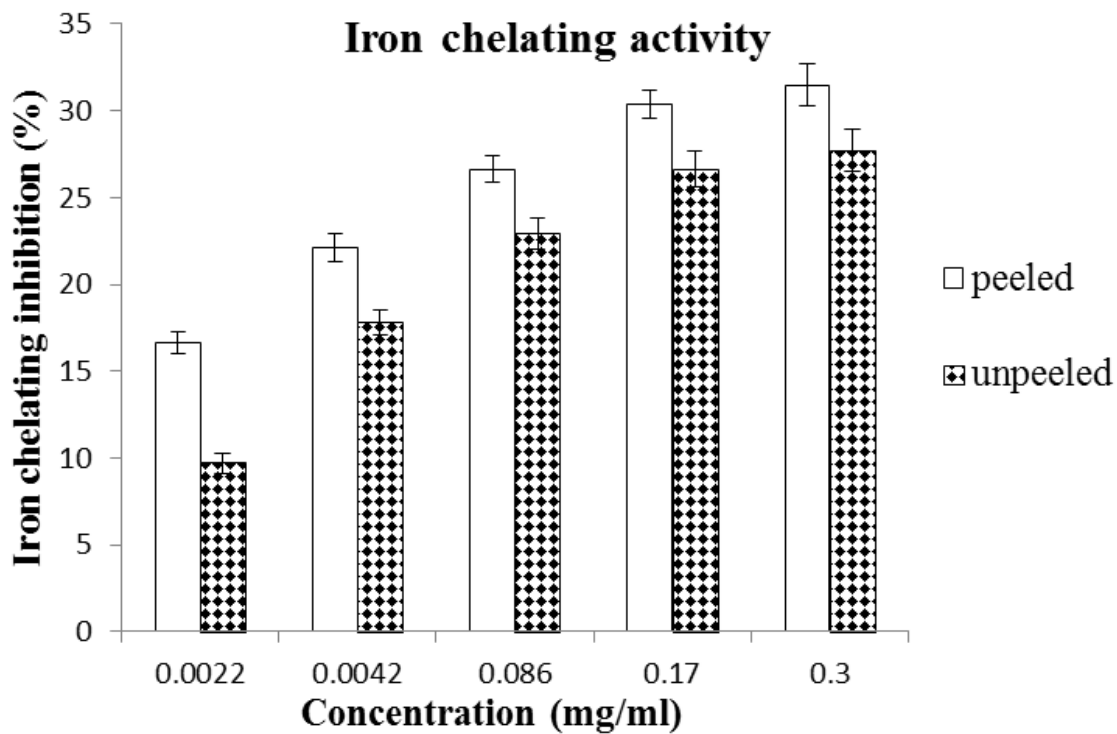 Iron chelating activity
Iron chelating inhibition (%)
35
30
25
20
15
10
5
0
0.0022 0.0042 0.086 0.17 0.3
Concentration (mg/ml)
peeled
unpeeled